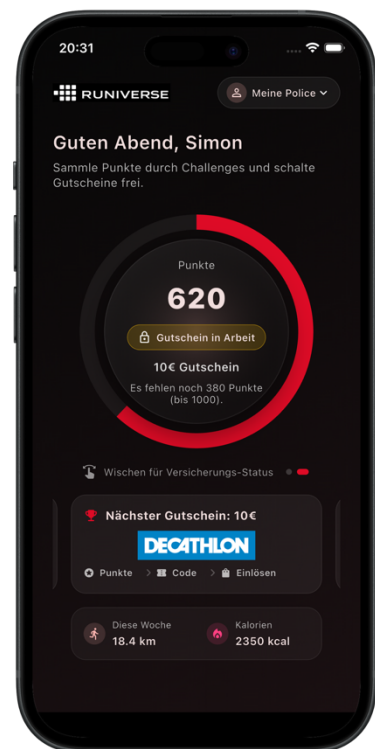 20:31
RUNIVERSE
Meine Police
Guten Abend, Simon
Sammle Punkte durch Challenges und schalte
Gutscheine frei.
Punkte
620
Gutschein in Arbeit
10€ Gutschein
Es fehlen noch 380 Punkte
(bis 1000).
Wischen für Versicherungs-Status
Nächster Gutschein: 10€
DECATHLON
Punkte > Code > Einlösen
Diese Woche
18.4 km
Kalorien
2350 kcal